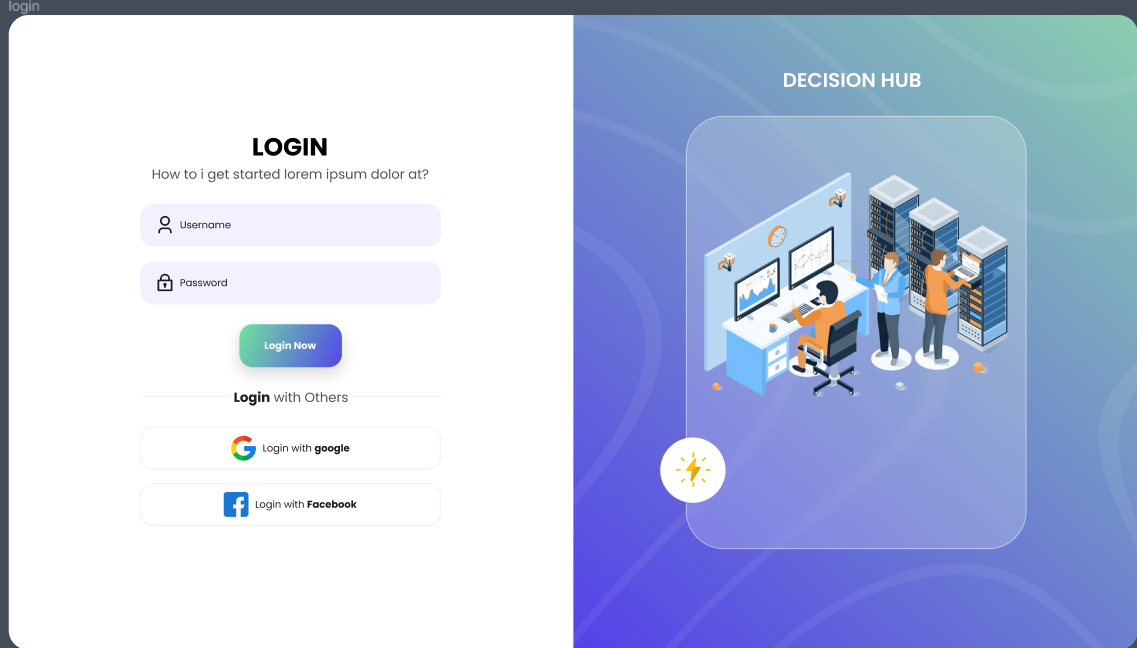 login
LOGIN
How to i get started lorem ipsum dolor at?
Username
Password
Login Now
Login with Others
Login with google
Login with Facebook
DECISION HUB